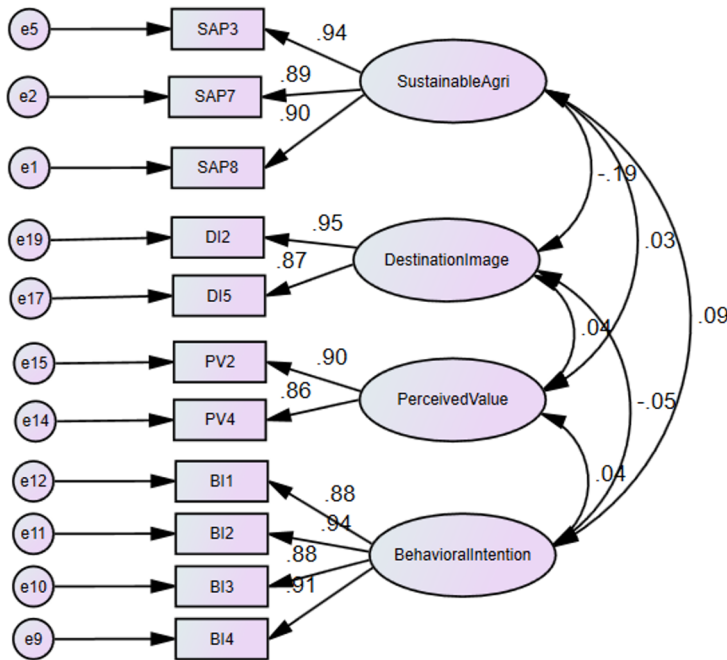 e5 SAP3 .94
SustainableAgri
e2 SAP7 .89
.90
e1 SAP8
-.19
e19 DI2 .95
DestinationImage
.03
e17 DI5 .87
.09
.04
e15 PV2 .90
PerceivedValue
-.05
e14 PV4 .86
e12 BI1 .88
.04
e11 BI2 .94
BehavioralIntention
e10 BI3 .88
.91
e9 BI4